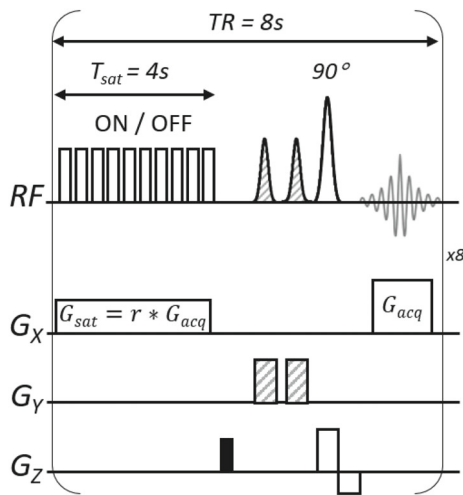 TR = 8s
T_sat = 4s
90°
ON / OFF
RF
x8
G_X
G_sat = r * G_acq
G_acq
G_Y
G_Z